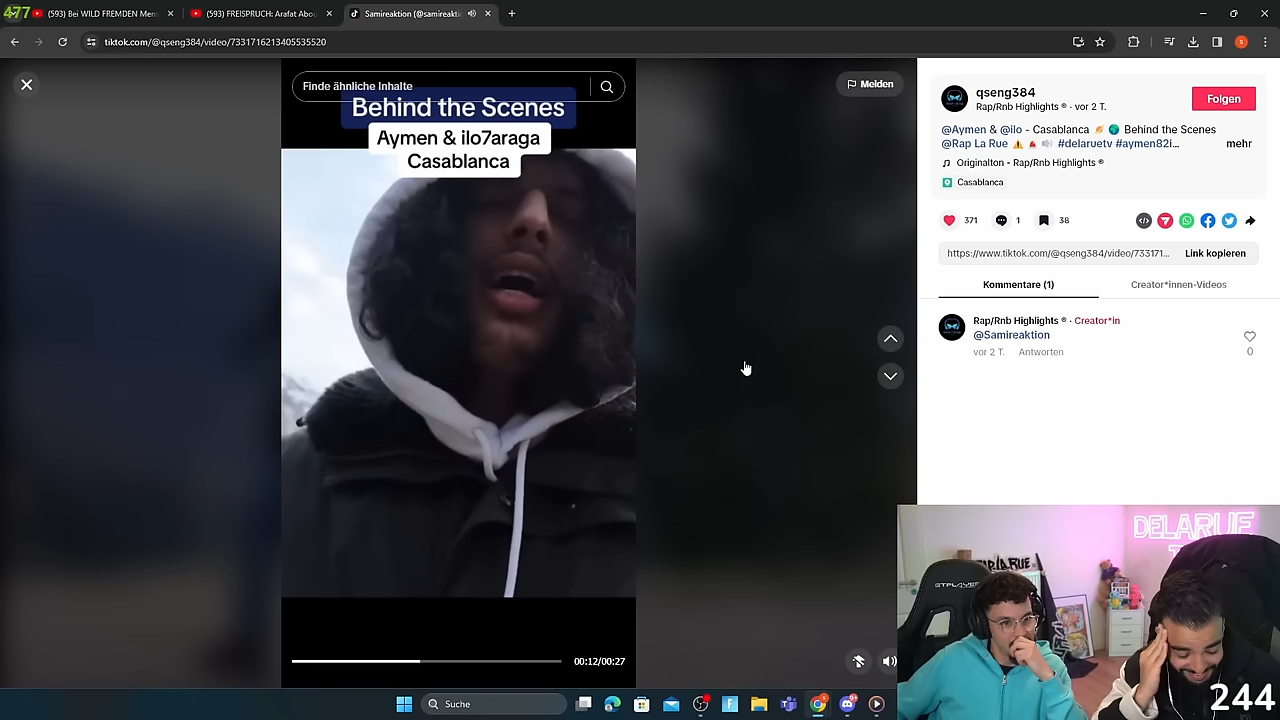 477
(593) Bei WILD FREMDEN Men
(593) FREISPRUCH: Arafat Abou
Samireaktion (@samireakti
tiktok.com/@qseng384/video/7331716213405535520
Finde ähnliche Inhalte
Melden
Behind the Scenes
Aymen & ilo7araga
Casablanca
00:12/00:27
qseng384
Rap/Rnb Highlights ® · vor 2 T.
Folgen
@Aymen & @ilo - Casablanca Behind the Scenes
@Rap La Rue #delaruetv #aymen82i...
mehr
Originalton - Rap/Rnb Highlights ®
Casablanca
371
1
38
https://www.tiktok.com/@qseng384/video/733171...
Link kopieren
Kommentare (1)
Creator*innen-Videos
Rap/Rnb Highlights ® · Creator*in
@Samireaktion
vor 2 T. Antworten
0
DELARUE
GTPLAYER
244
Suche